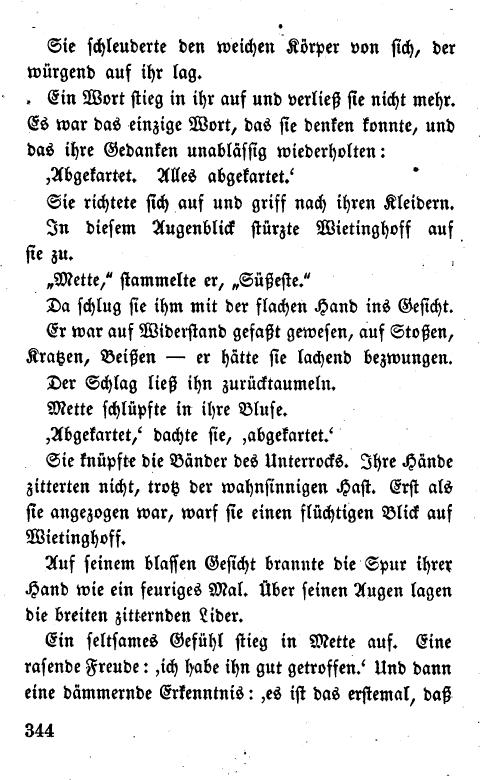 Sie schleuderte den weichen Körper von sich, der
würgend auf ihr lag.
Ein Wort stieg in ihr auf und verließ sie nicht mehr.
Es war das einzige Wort, das sie denken konnte, und
das ihre Gedanken unablässig wiederholten:
‚Abgekartet. Alles abgekartet.‘
Sie richtete sich auf und griff nach ihren Kleidern.
In diesem Augenblick stürzte Wietinghoff auf
sie zu.
„Mette,“ stammelte er, „Süßeste.“
Da schlug sie ihm mit der flachen Hand ins Gesicht.
Er war auf Widerstand gefaßt gewesen, auf Stoßen,
Kratzen, Beißen — er hätte sie lachend bezwungen.
Der Schlag ließ ihn zurücktaumeln.
Mette schlüpfte in ihre Bluse.
‚Abgekartet,‘ dachte sie, ‚abgekartet.‘
Sie knüpfte die Bänder des Unterrocks. Ihre Hände
zitterten nicht, trotz der wahnsinnigen Hast. Erst als
sie angezogen war, warf sie einen flüchtigen Blick auf
Wietinghoff.
Auf seinem blassen Gesicht brannte die Spur ihrer
Hand wie ein feuriges Mal. Über seinen Augen lagen
die breiten zitternden Lider.
Ein seltsames Gefühl stieg in Mette auf. Eine
rasende Freude: ‚ich habe ihn gut getroffen.‘ Und dann
eine dämmernde Erkenntnis: ‚es ist das erstemal, daß
344